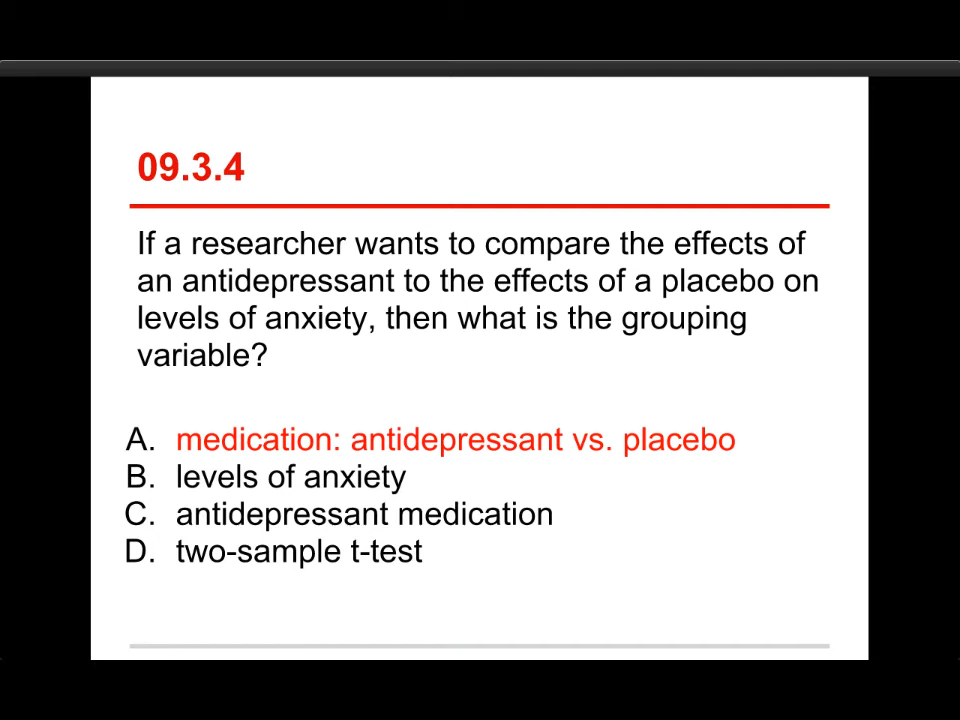 09.3.4
If a researcher wants to compare the effects of
an antidepressant to the effects of a placebo on
levels of anxiety, then what is the grouping
variable?
A. medication: antidepressant vs. placebo
B. levels of anxiety
C. antidepressant medication
D. two-sample t-test